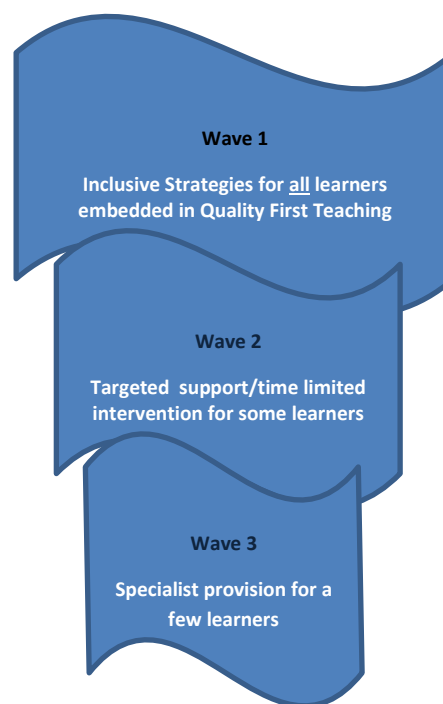 Wave 1
Inclusive Strategies for all learners
embedded in Quality First Teaching
Wave 2
Targeted  support/time limited
intervention for some learners
Wave 3
Specialist provision for a
few learners